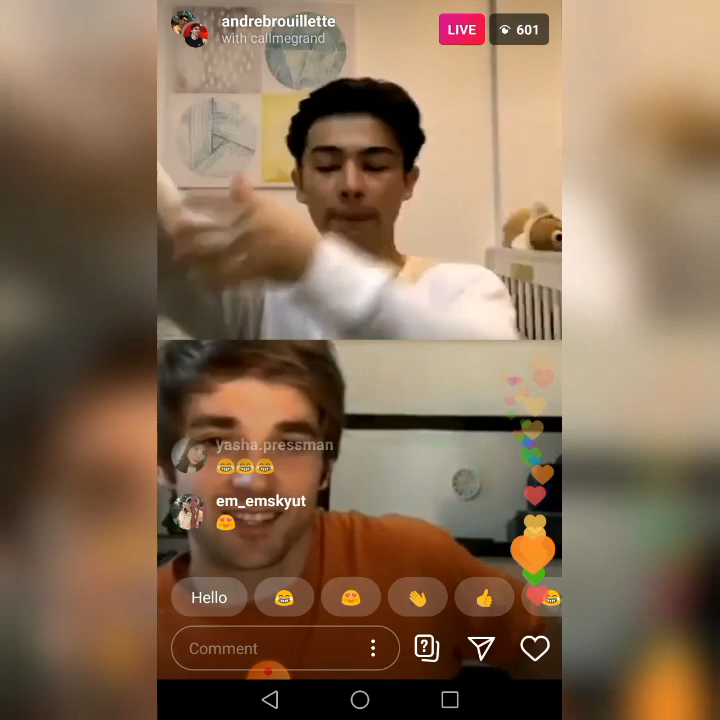 andrebrouillette
with callmegrand
LIVE
601
yasha.pressman
😂😂😂
em_emskyut
😍
Hello
Comment